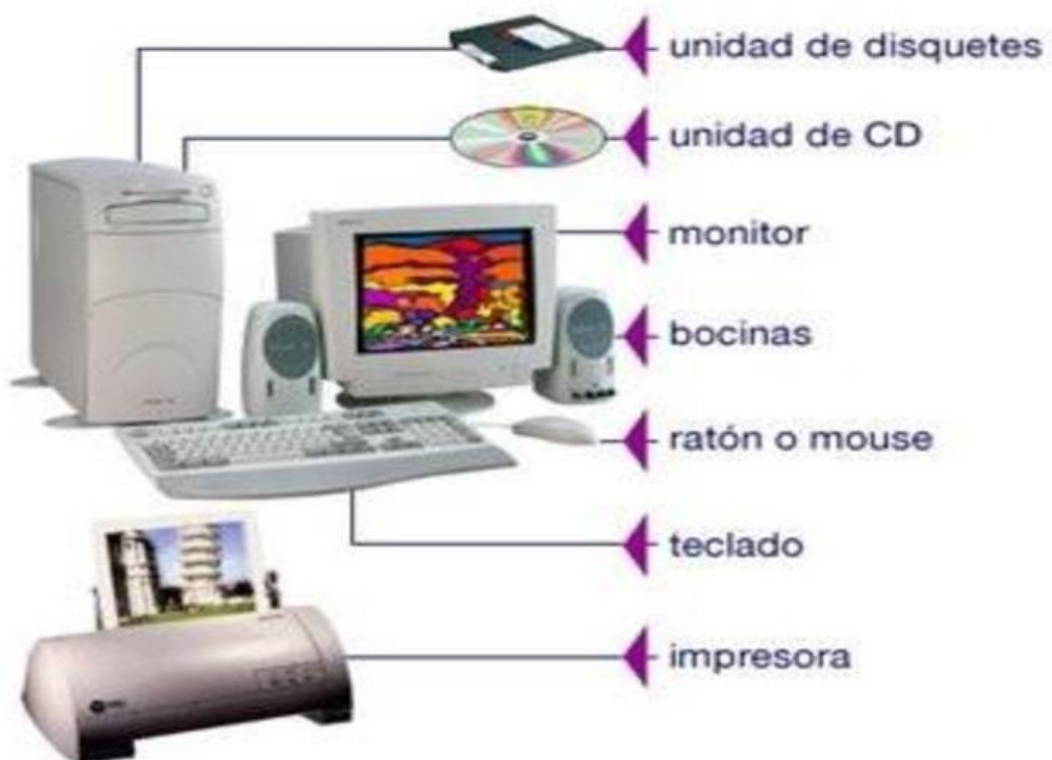 unidad de disquetes
unidad de CD
monitor
bocinas
ratón o mouse
teclado
impresora